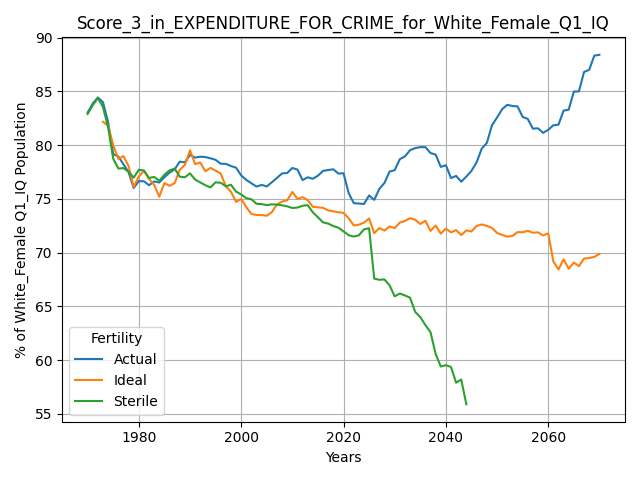 Score_3_in_EXPENDITURE_FOR_CRIME_for_White_Female_Q1_IQ
90
85
80
75
70
65
60
55
% of White_Female Q1_IQ Population
Fertility
Actual
Ideal
Sterile
1980 2000 2020 2040 2060
Years